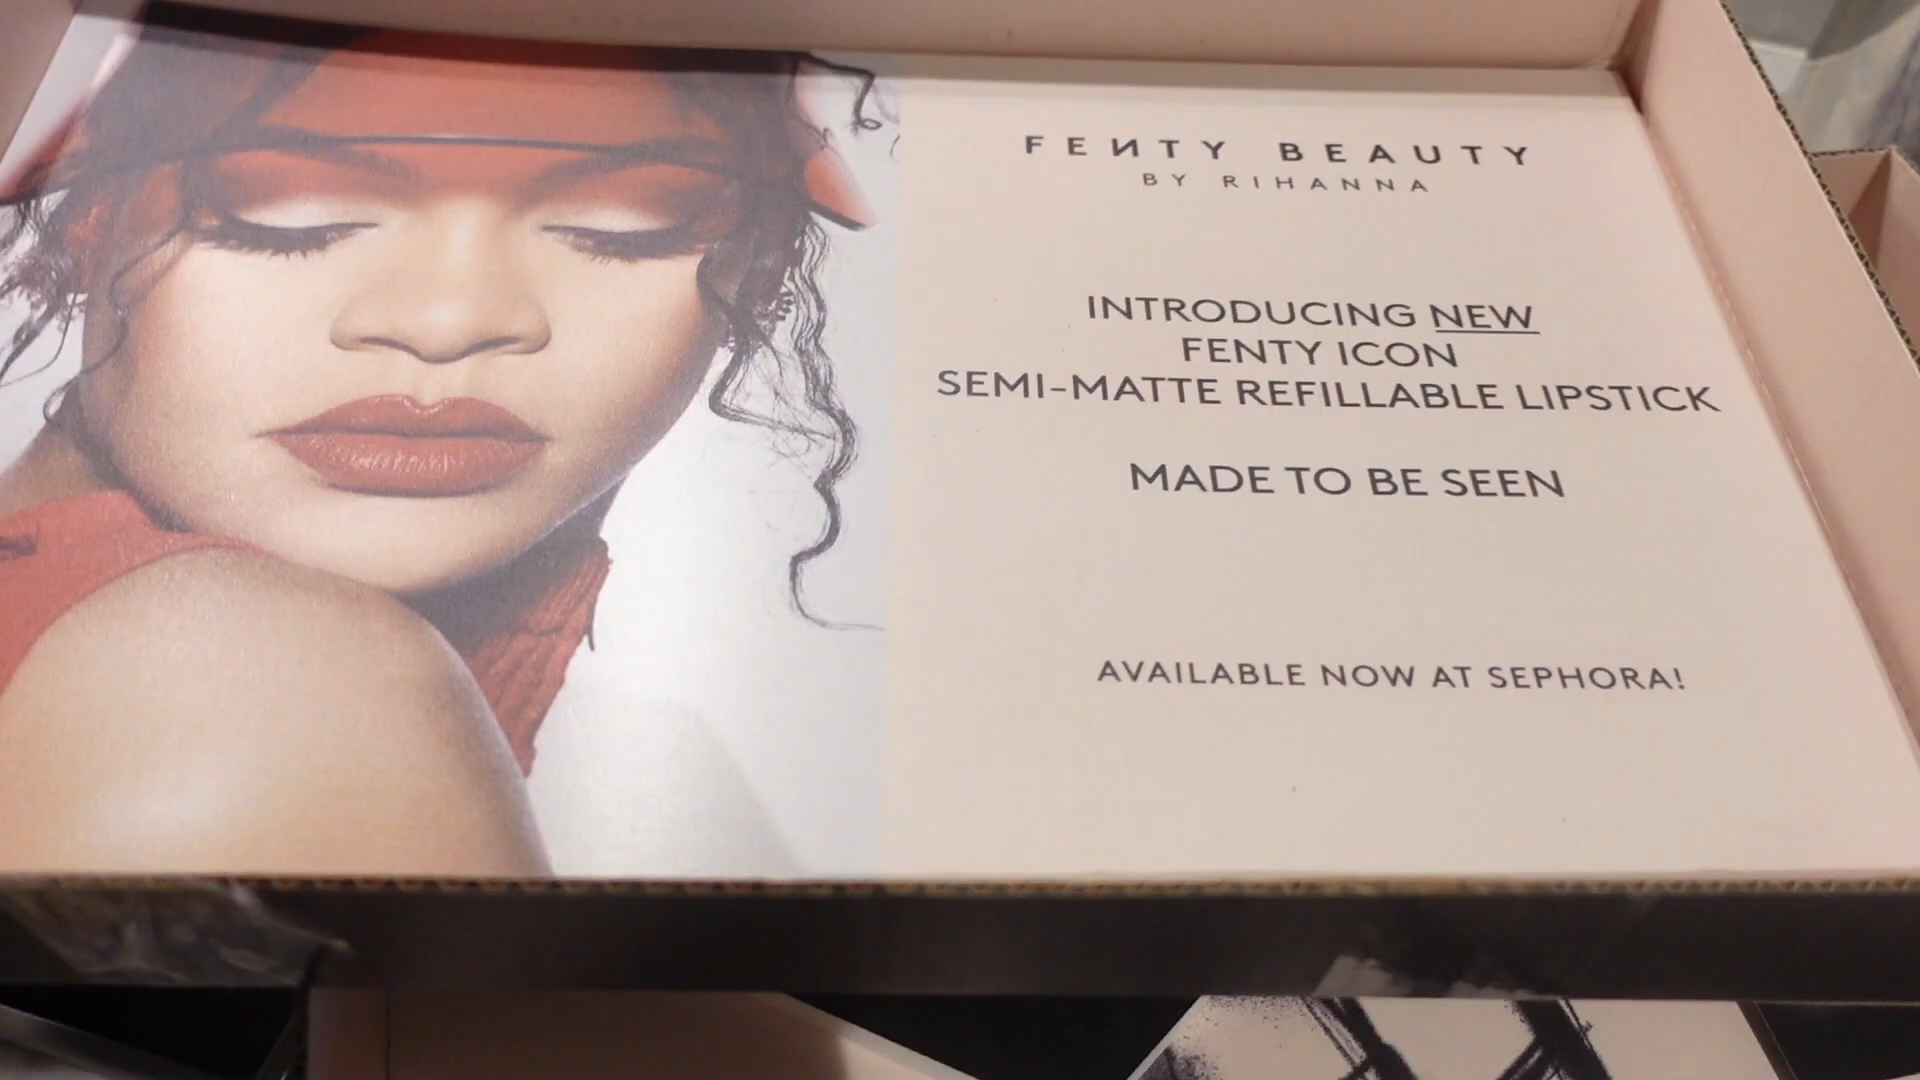 FEИTY BEAUTY
BY RIHANNA
INTRODUCING NEW
FENTY ICON
SEMI-MATTE REFILLABLE LIPSTICK
MADE TO BE SEEN
AVAILABLE NOW AT SEPHORA!